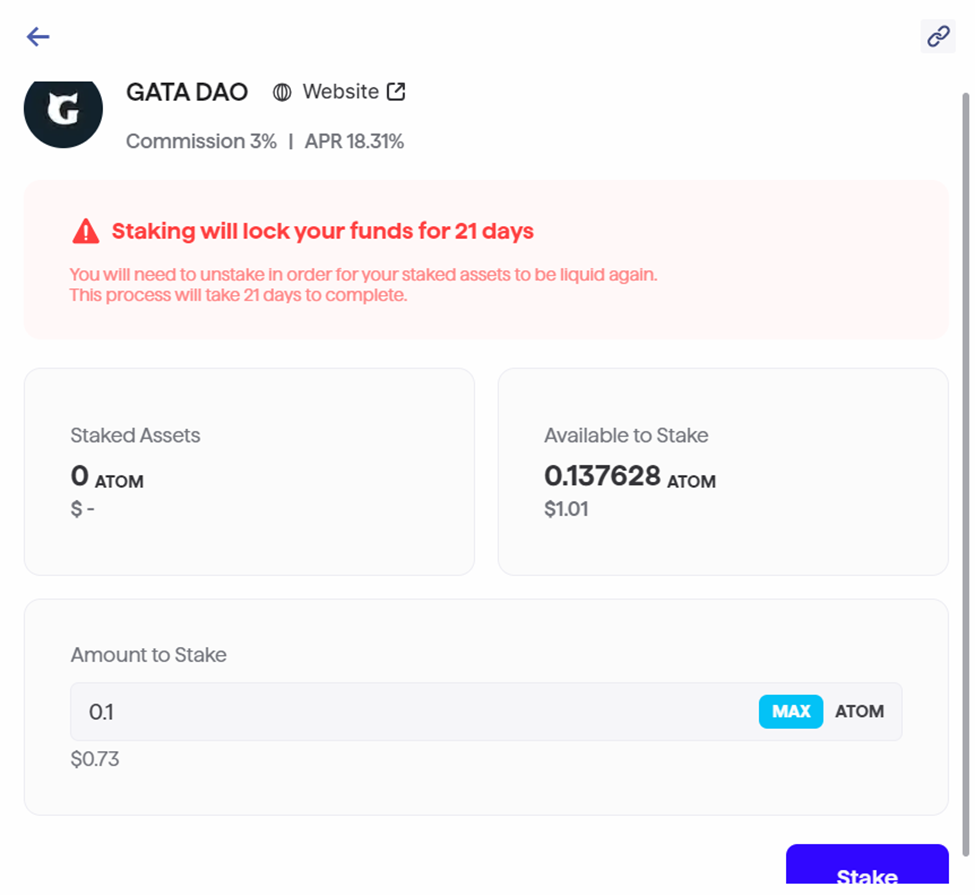 GATA DAO Website
Commission 3% | APR 18.31%
Staking will lock your funds for 21 days
You will need to unstake in order for your staked assets to be liquid again.
This process will take 21 days to complete.
Staked Assets
0 ATOM
$ -
Available to Stake
0.137628 ATOM
$1.01
Amount to Stake
0.1 MAX ATOM
$0.73
Stake